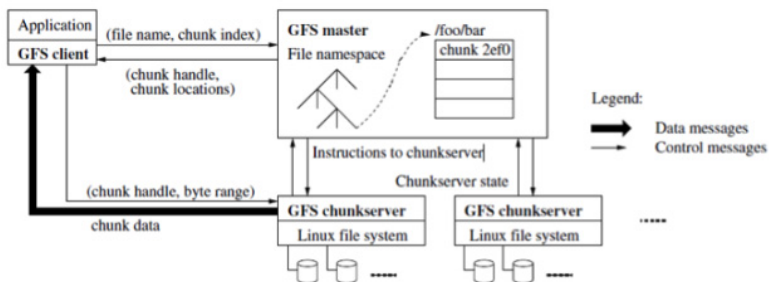 Application
GFS client
(file name, chunk index)
(chunk handle,
chunk locations)
GFS master
File namespace
/foo/bar
chunk 2ef0
Legend:
Data messages
Control messages
Instructions to chunkserver
Chunkserver state
(chunk handle, byte range)
chunk data
GFS chunkserver
Linux file system
GFS chunkserver
Linux file system